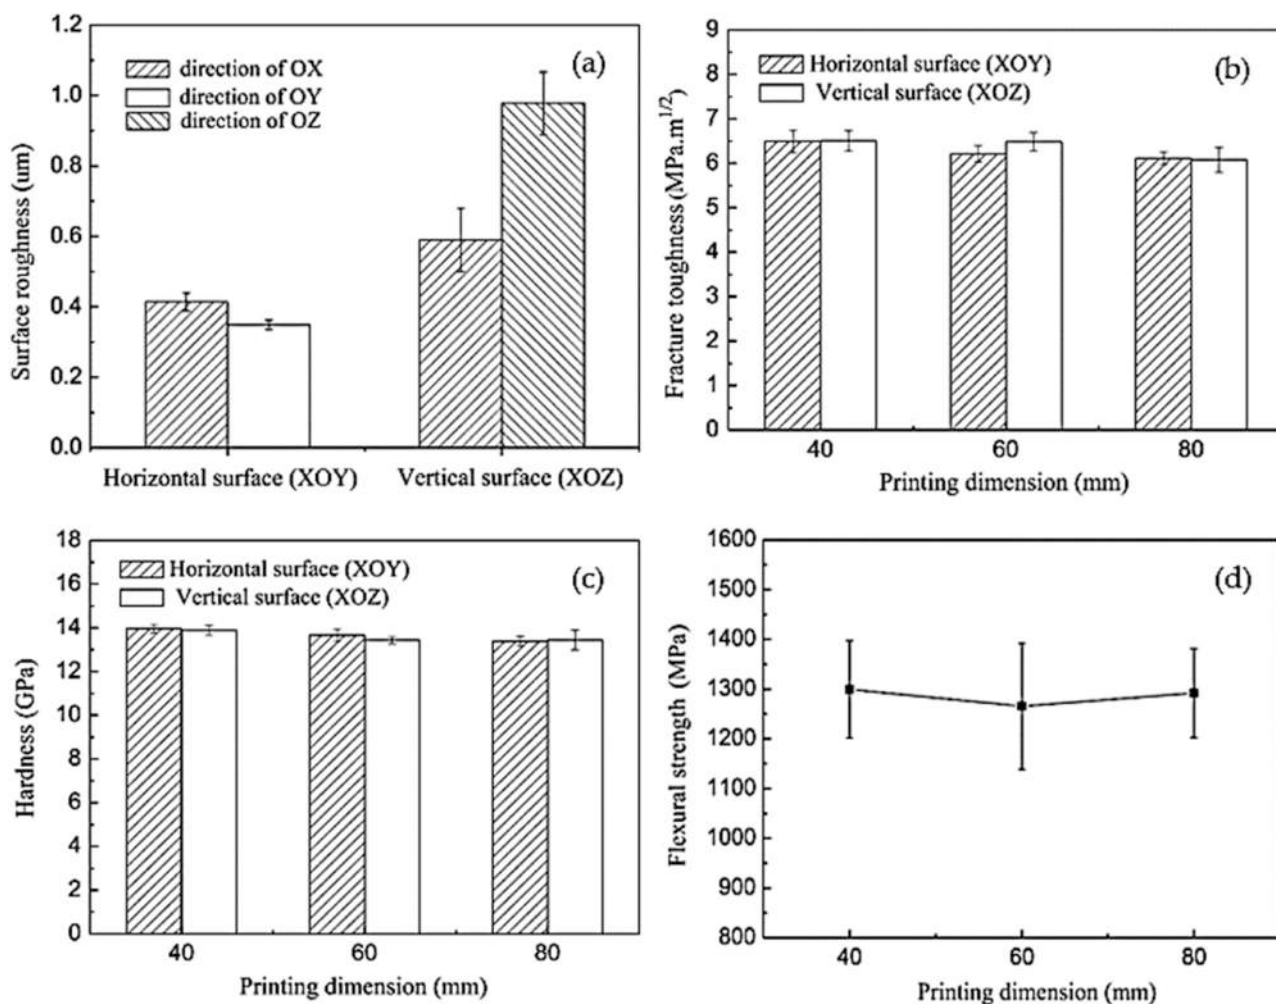 1.2
1.0
0.8
0.6
0.4
0.2
0.0
Surface roughness (um)
direction of OX
direction of OY
direction of OZ
(a)
Horizontal surface (XOY)
Vertical surface (XOZ)
9
8
7
6
5
4
3
2
1
0
Fracture toughness (MPa.m1/2)
Horizontal surface (XOY)
Vertical surface (XOZ)
(b)
40
60
80
Printing dimension (mm)
18
16
14
12
10
8
6
4
2
0
Hardness (GPa)
Horizontal surface (XOY)
Vertical surface (XOZ)
(c)
40
60
80
Printing dimension (mm)
1600
1500
1400
1300
1200
1100
1000
900
800
Flexural strength (MPa)
(d)
40
60
80
Printing dimension (mm)